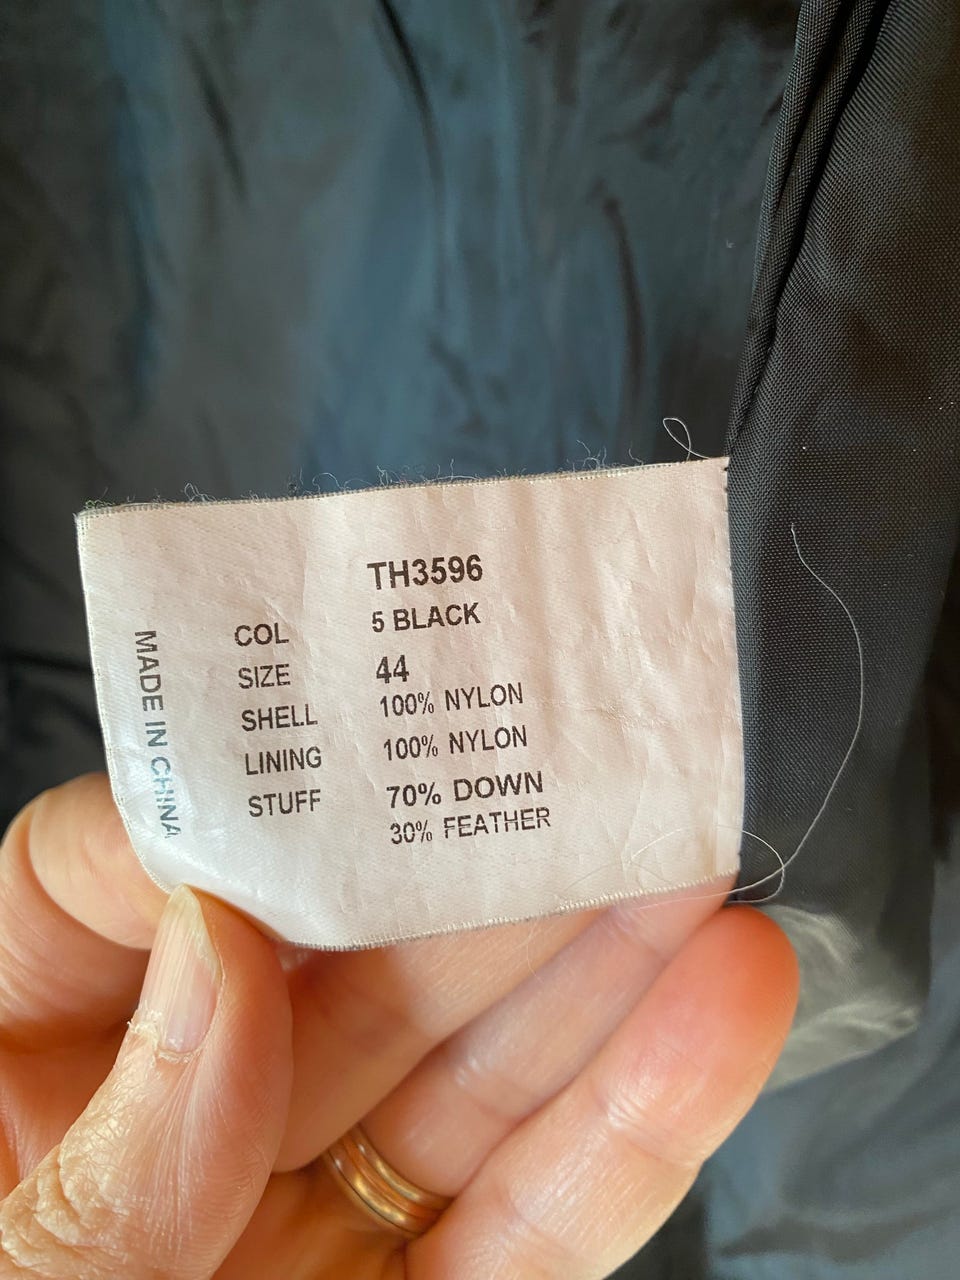 TH3596
COL 5 BLACK
SIZE 44
SHELL 100% NYLON
LINING 100% NYLON
STUFF 70% DOWN
30% FEATHER
MADE IN CHINA